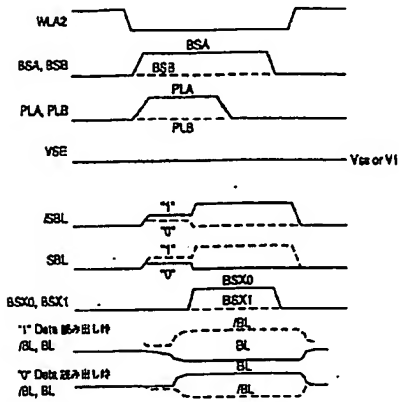 WLA2
BSA
BSA, BSB
BSB
PLA
PLA, PLB
PLB
VSE
Vss or V1
"1"
/SBL
"0"
"1"
SBL
"0"
BSX0
BSX0, BSX1
BSX1
"1" Data 読み出し時
/BL
/BL, BL
BL
"0" Data 読み出し時
BL
/BL, BL
/BL